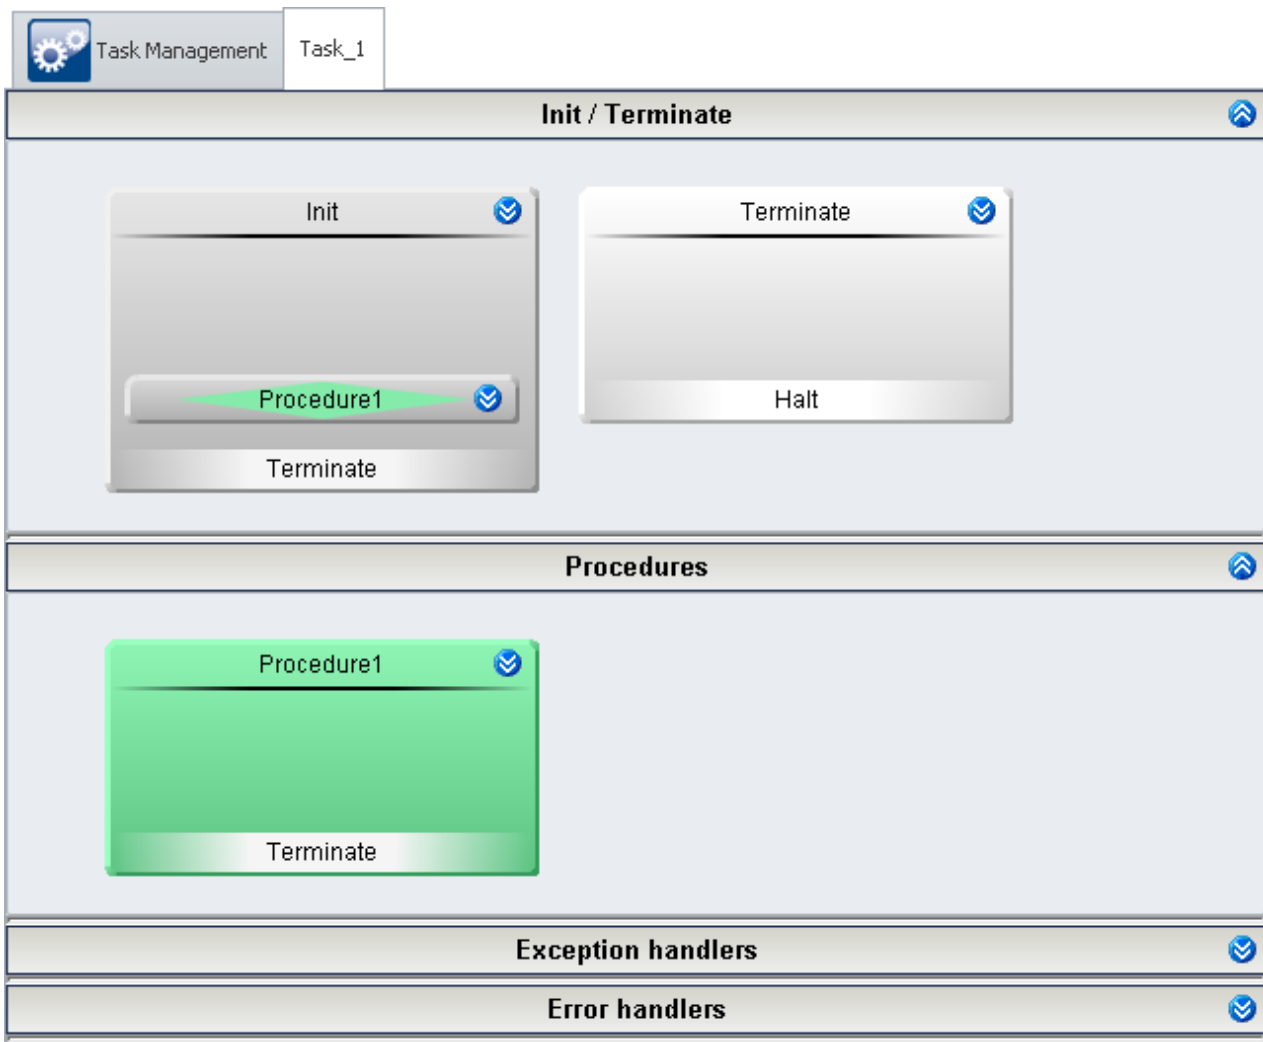 Task Management
Task_1
Init / Terminate
Init
Terminate
Procedure1
Halt
Terminate
Procedures
Procedure1
Terminate
Exception handlers
Error handlers